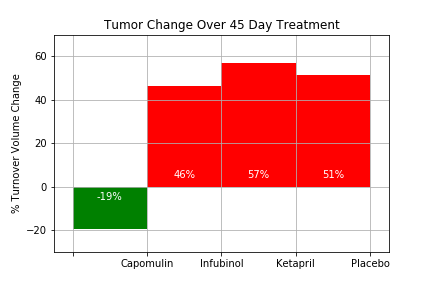 Tumor Change Over 45 Day Treatment
% Turnover Volume Change
60
40
20
0
−20
-19%
46%
57%
51%
Capomulin
Infubinol
Ketapril
Placebo